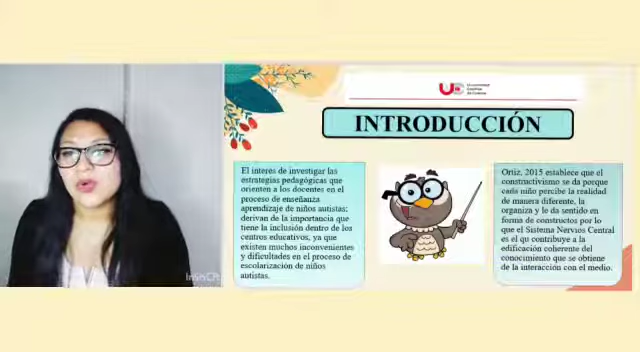 INTRODUCCIÓN
El interes de investigar las
estrategias pedagógicas que
orienten a los docentes en el
proceso de enseñanza
aprendizaje de niños autistas;
derivan de la importancia que
tiene la inclusión dentro de los
centros educativos, ya que
existen muchos inconvenientes
y dificultades en el proceso de
escolarización de niños
autistas.
Ortiz, 2015 establece que el
constructivismo se da porque
cada niño percibe la realidad
de manera diferente, la
organiza y le da sentido en
forma de constructos por lo
que el Sistema Nervios Central
es el qu contribuye a la
edificación coherente del
conocimiento que se obtiene
de la interacción con el medio.